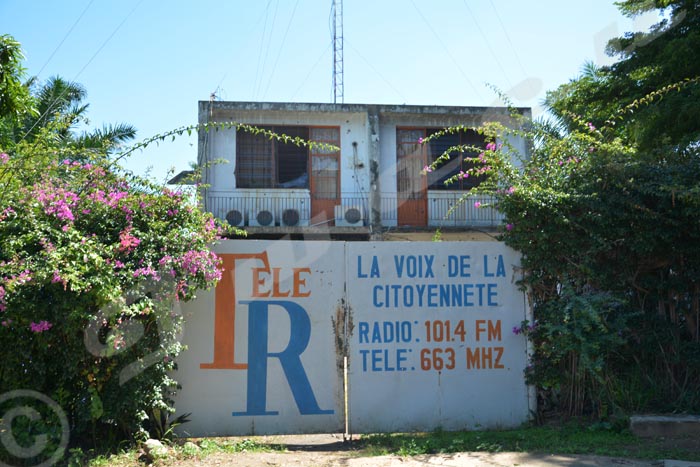 TELE
R
LA VOIX DE LA
CITOYENNETE
RADIO: 101.4 FM
TELE: 663 MHZ
©